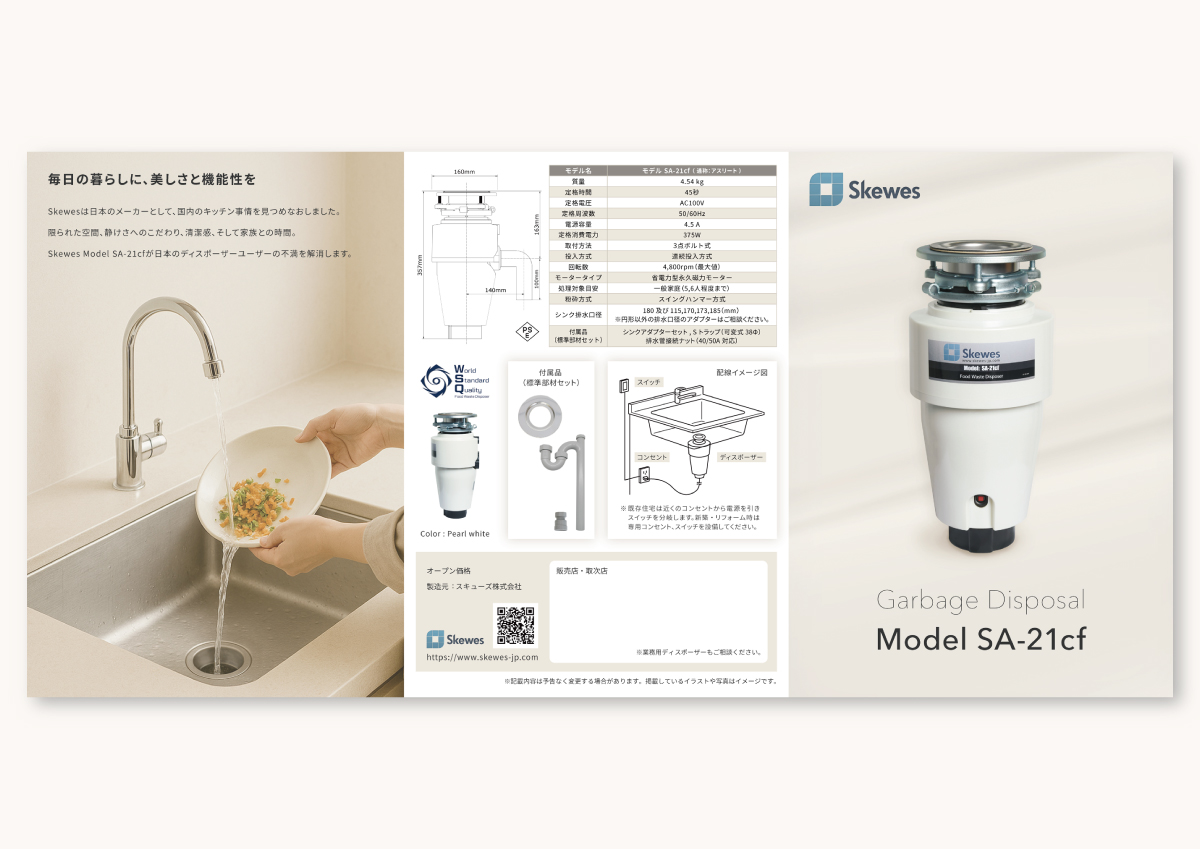 毎日の暮らしに、美しさと機能性を
Skewesは日本のメーカーとして、国内のキッチン事情を見つめなおしました。
限られた空間、静けさへのこだわり、清潔感、そして家族との時間。
Skewes Model SA-21cfが日本のディスポーザーユーザーの不満を解消します。
160mm
163mm
357mm
100mm
140mm
PS
E
モデル名 モデル SA-21cf ( 通称:アスリート )
質量 4.54 kg
定格時間 45秒
定格電圧 AC100V
定格周波数 50/60Hz
電源容量 4.5 A
定格消費電力 375W
取付方法 3点ボルト式
投入方式 連続投入方式
回転数 4,800rpm（最大値）
モータータイプ 省電力型永久磁力モーター
処理対象目安 一般家庭（5,6人程度まで）
粉砕方式 スイングハンマー方式
シンク排水口径 180 及び 115,170,173,185（mm）
※円形以外の排水口径のアダプターはご相談ください。
付属品
（標準部材セット）
シンクアダプターセット , S トラップ（可変式 38Φ）
排水管接続ナット（40/50A 対応）
World
Standard
Quality
Food Waste Disposer
Color : Pearl white
付属品
（標準部材セット）
配線イメージ図
スイッチ
コンセント
ディスポーザー
※既存住宅は近くのコンセントから電源を引き
スイッチを分岐します。新築・リフォーム時は
専用コンセント、スイッチを設備してください。
オープン価格
製造元：スキューズ株式会社
Skewes
https://www.skewes-jp.com
販売店・取次店
※業務用ディスポーザーもご相談ください。
※記載内容は予告なく変更する場合があります。掲載しているイラストや写真はイメージです。
Skewes
Skewes
www.skewes-jp.com
Model: SA-21cf
Food Waste Disposer
Garbage Disposal
Model SA-21cf